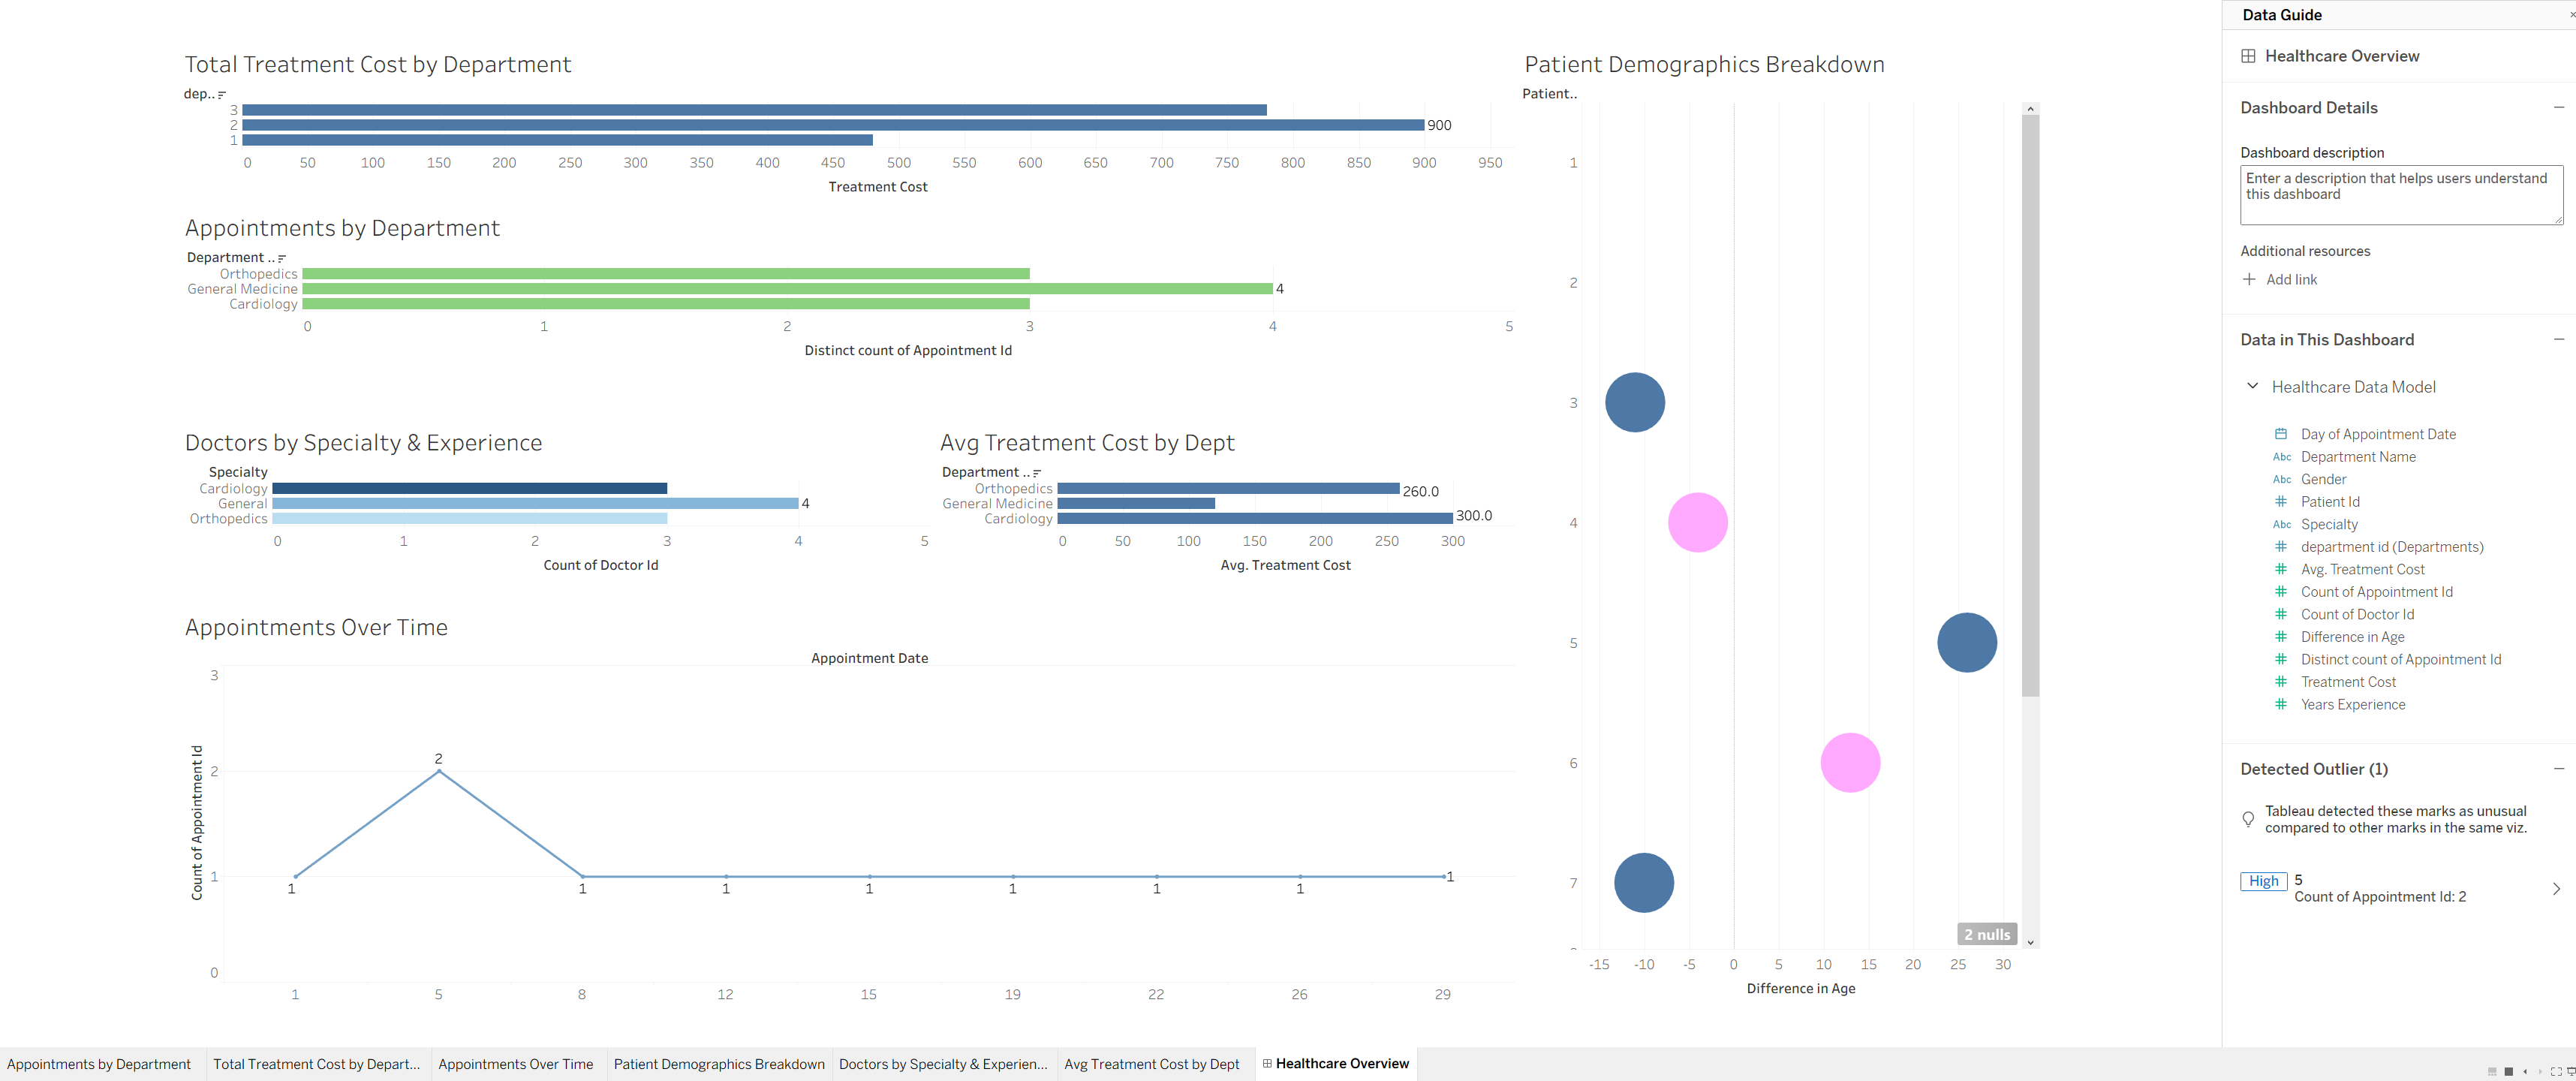 Total Treatment Cost by Department
dep..
3
2
1
900
0 50 100 150 200 250 300 350 400 450 500 550 600 650 700 750 800 850 900 950
Treatment Cost
Appointments by Department
Department ..
Orthopedics
General Medicine
Cardiology
4
0 1 2 3 4 5
Distinct count of Appointment Id
Doctors by Specialty & Experience
Specialty
Cardiology
General
Orthopedics
4
0 1 2 3 4 5
Count of Doctor Id
Avg Treatment Cost by Dept
Department ..
Orthopedics
General Medicine
Cardiology
260.0
300.0
0 50 100 150 200 250 300
Avg. Treatment Cost
Appointments Over Time
Appointment Date
Count of Appointment Id
3
2
1
0
1 2 1 1 1 1 1 1 1
1 5 8 12 15 19 22 26 29
Patient Demographics Breakdown
Patient..
1
2
3
4
5
6
7
2 nulls
-15 -10 -5 0 5 10 15 20 25 30
Difference in Age
Data Guide
Healthcare Overview
Dashboard Details
Dashboard description
Enter a description that helps users understand
this dashboard
Additional resources
Add link
Data in This Dashboard
Healthcare Data Model
Day of Appointment Date
Abc Department Name
Abc Gender
Patient Id
Abc Specialty
department id (Departments)
Avg. Treatment Cost
Count of Appointment Id
Count of Doctor Id
Difference in Age
Distinct count of Appointment Id
Treatment Cost
Years Experience
Detected Outlier (1)
Tableau detected these marks as unusual
compared to other marks in the same viz.
High 5
Count of Appointment Id: 2
Appointments by Department Total Treatment Cost by Depart... Appointments Over Time Patient Demographics Breakdown Doctors by Specialty & Experien... Avg Treatment Cost by Dept Healthcare Overview